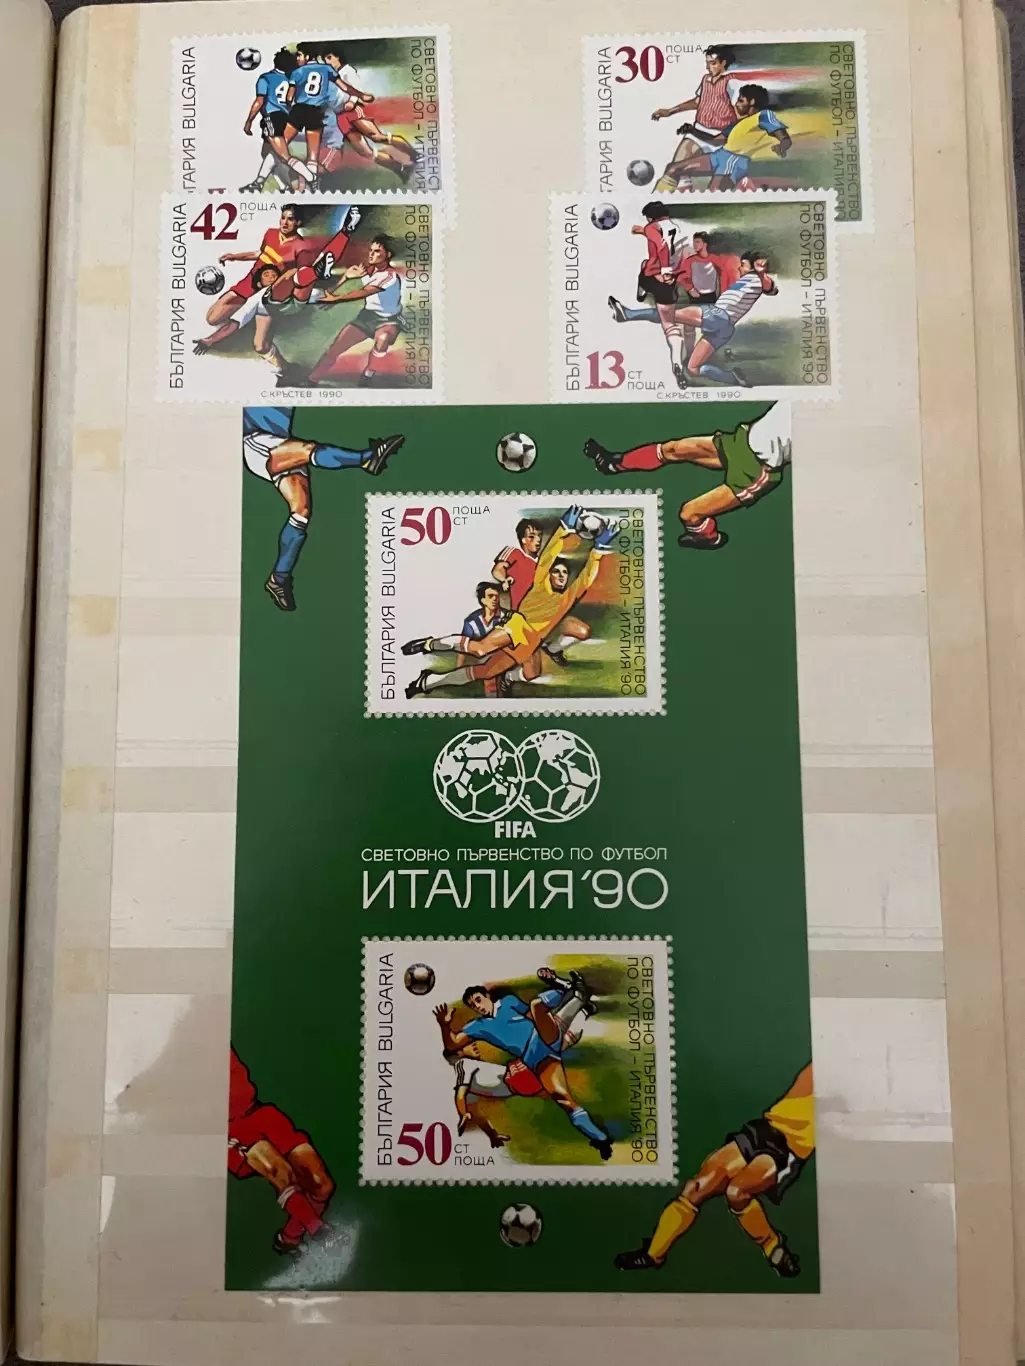 БЪЛГАРИЯ BULGARIA
4
8
СВЕТОВНО ПЪРВЕНСТВО
ПО ФУТБОЛ – ИТАЛИЯ
БЪЛГАРИЯ BULGARIA
30 ПОЩА
СТ
СВЕТОВНО ПЪРВЕНСТВО
ПО ФУТБОЛ – ИТАЛИЯ'90
БЪЛГАРИЯ BULGARIA
42 ПОЩА
СТ
СВЕТОВНО ПЪРВЕНСТВО
ПО ФУТБОЛ – ИТАЛИЯ'90
С.КРЪСТЕВ 1990
БЪЛГАРИЯ BULGARIA
7
13 СТ
ПОЩА
СВЕТОВНО ПЪРВЕНСТВО
ПО ФУТБОЛ – ИТАЛИЯ'90
С.КРЪСТЕВ 1990
БЪЛГАРИЯ BULGARIA
50 ПОЩА
СТ
СВЕТОВНО ПЪРВЕНСТВО
ПО ФУТБОЛ – ИТАЛИЯ'90
FIFA
СВЕТОВНО ПЪРВЕНСТВО ПО ФУТБОЛ
ИТАЛИЯ'90
БЪЛГАРИЯ BULGARIA
50 СТ
ПОЩА
СВЕТОВНО ПЪРВЕНСТВО
ПО ФУТБОЛ – ИТАЛИЯ'90